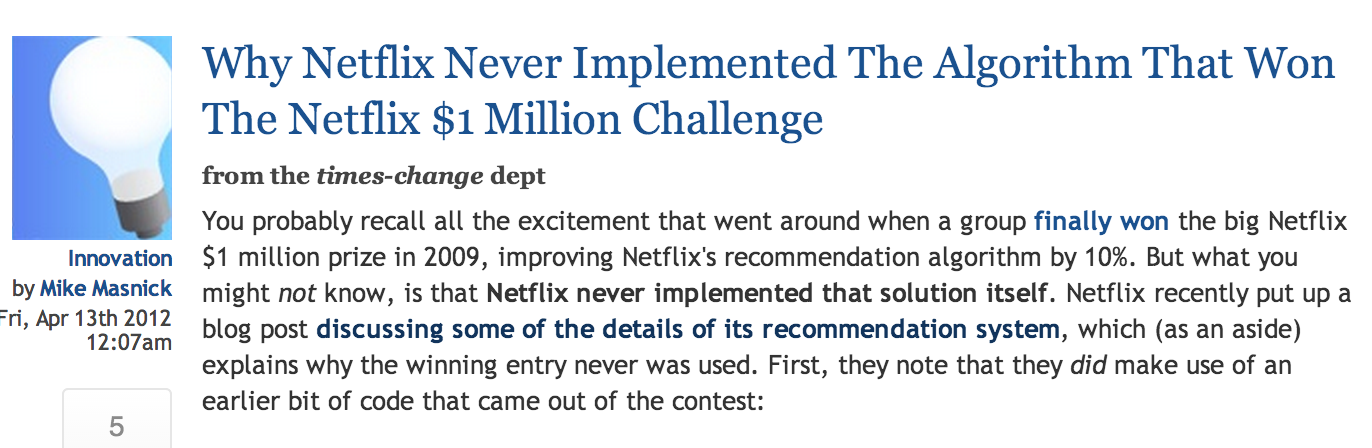 Why Netflix Never Implemented The Algorithm That Won
The Netflix $1 Million Challenge
from the times-change dept
Innovation
by Mike Masnick
Fri, Apr 13th 2012
12:07am
5
You probably recall all the excitement that went around when a group finally won the big Netflix
$1 million prize in 2009, improving Netflix's recommendation algorithm by 10%. But what you
might not know, is that Netflix never implemented that solution itself. Netflix recently put up a
blog post discussing some of the details of its recommendation system, which (as an aside)
explains why the winning entry never was used. First, they note that they did make use of an
earlier bit of code that came out of the contest: